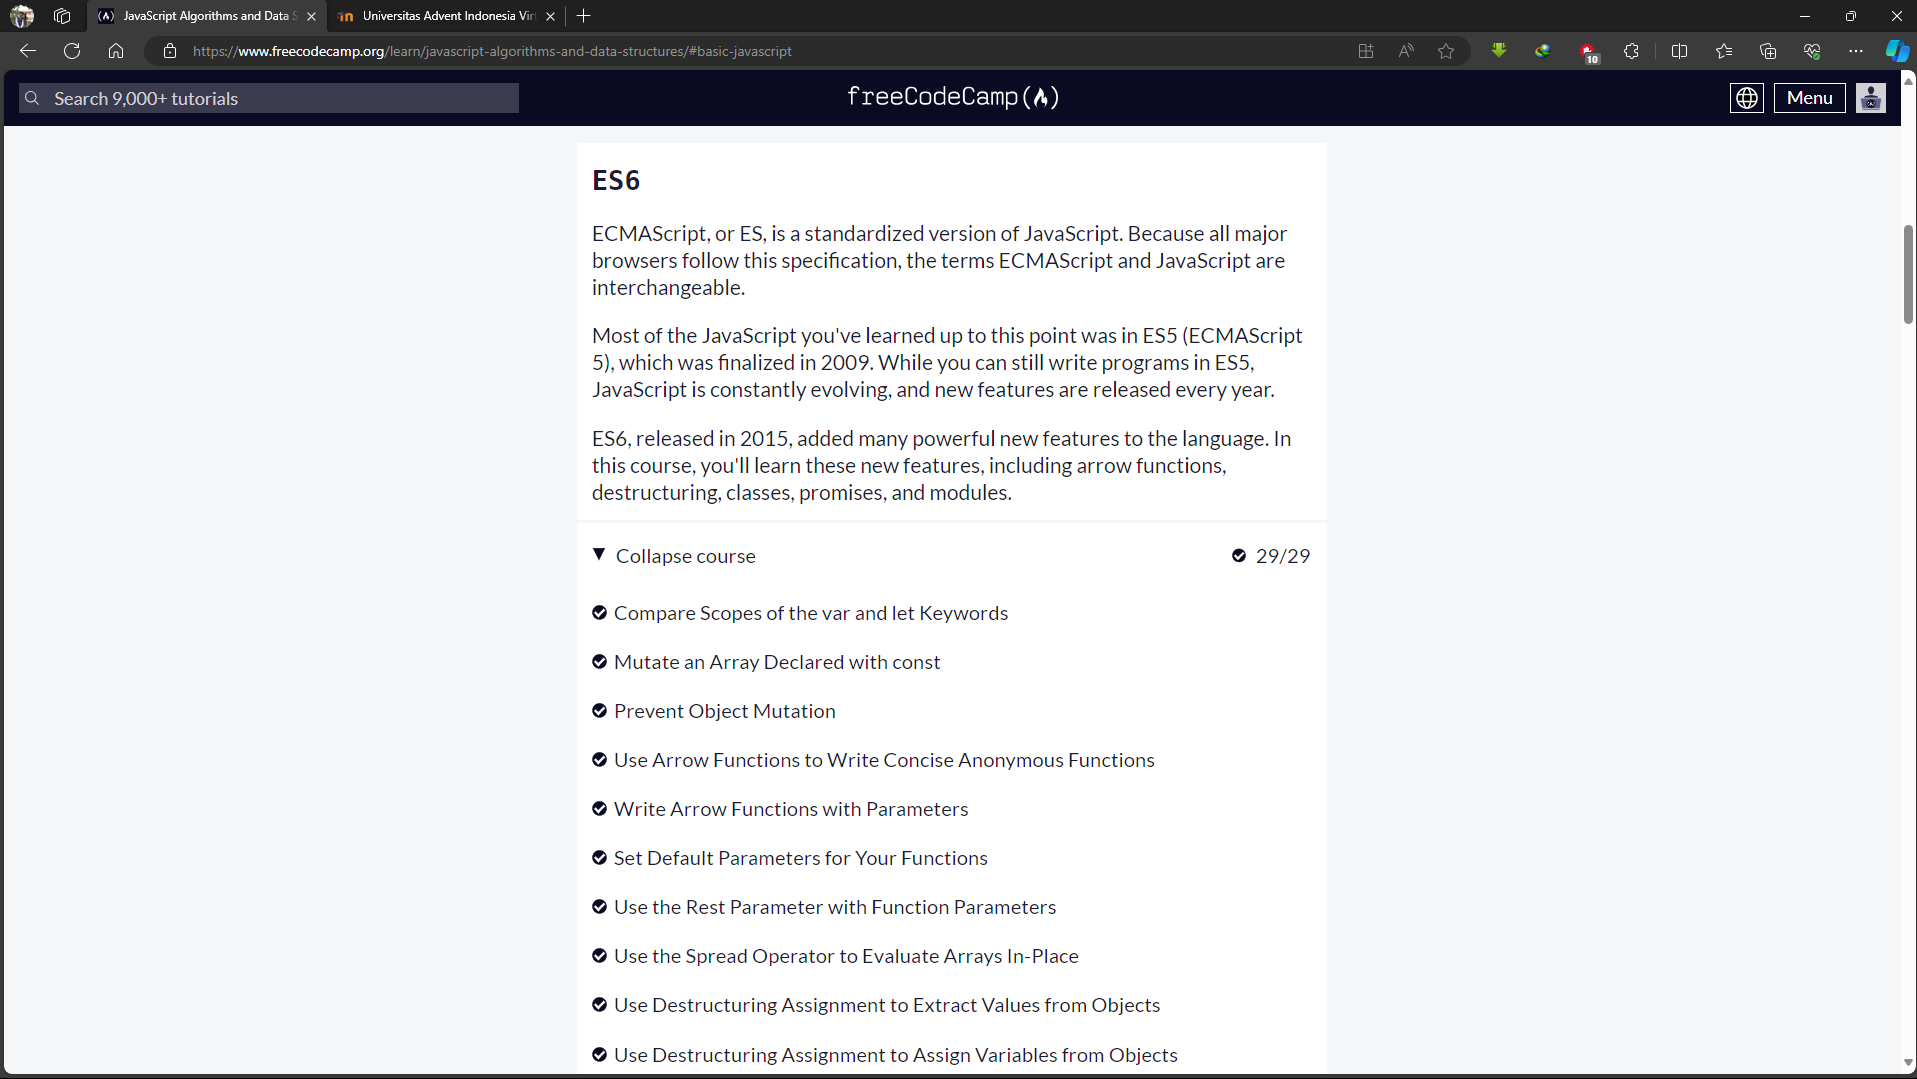 JavaScript Algorithms and Data S
Universitas Advent Indonesia Vir
https://www.freecodecamp.org/learn/javascript-algorithms-and-data-structures/#basic-javascript
10
Search 9,000+ tutorials
freeCodeCamp
Menu
ES6
ECMAScript, or ES, is a standardized version of JavaScript. Because all major
browsers follow this specification, the terms ECMAScript and JavaScript are
interchangeable.
Most of the JavaScript you've learned up to this point was in ES5 (ECMAScript
5), which was finalized in 2009. While you can still write programs in ES5,
JavaScript is constantly evolving, and new features are released every year.
ES6, released in 2015, added many powerful new features to the language. In
this course, you'll learn these new features, including arrow functions,
destructuring, classes, promises, and modules.
Collapse course
29/29
Compare Scopes of the var and let Keywords
Mutate an Array Declared with const
Prevent Object Mutation
Use Arrow Functions to Write Concise Anonymous Functions
Write Arrow Functions with Parameters
Set Default Parameters for Your Functions
Use the Rest Parameter with Function Parameters
Use the Spread Operator to Evaluate Arrays In-Place
Use Destructuring Assignment to Extract Values from Objects
Use Destructuring Assignment to Assign Variables from Objects